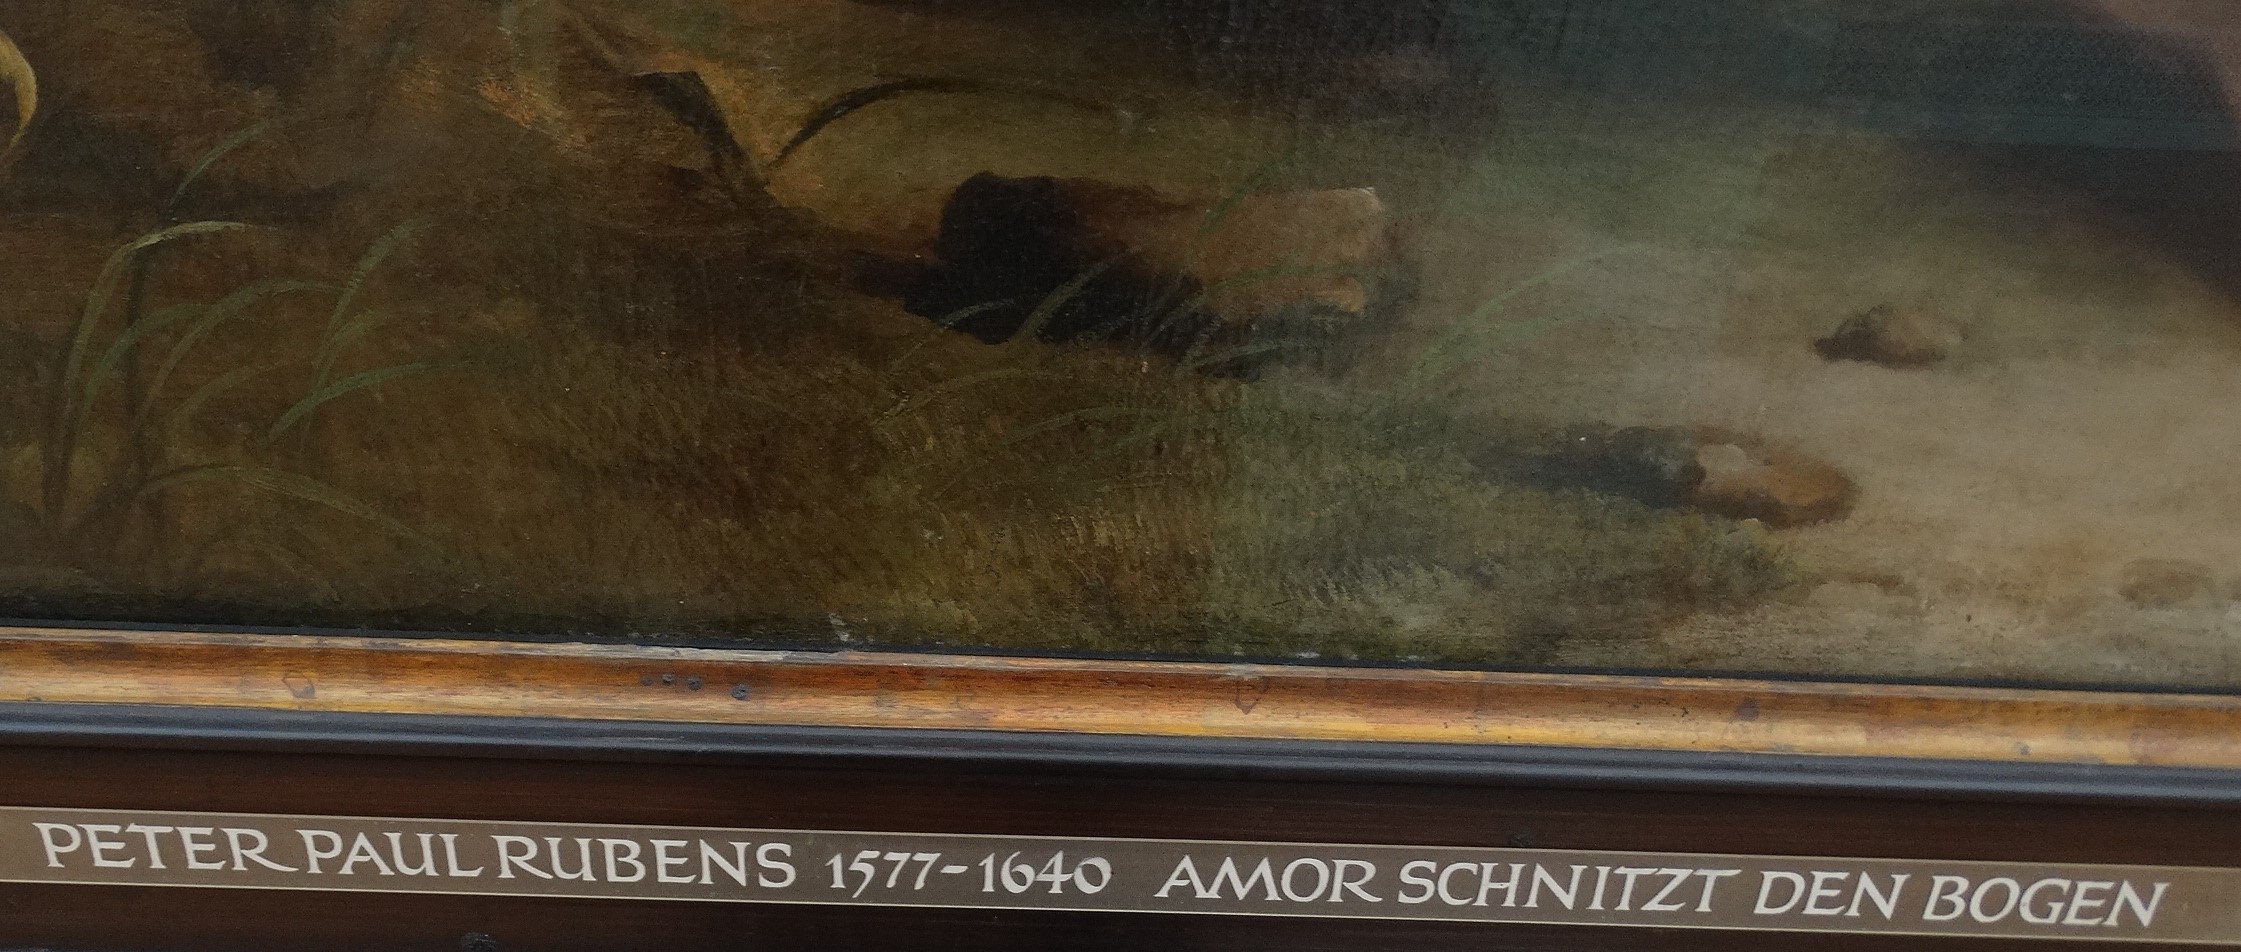 PETER PAUL RUBENS 1577-1640 AMOR SCHNITZT DEN BOGEN